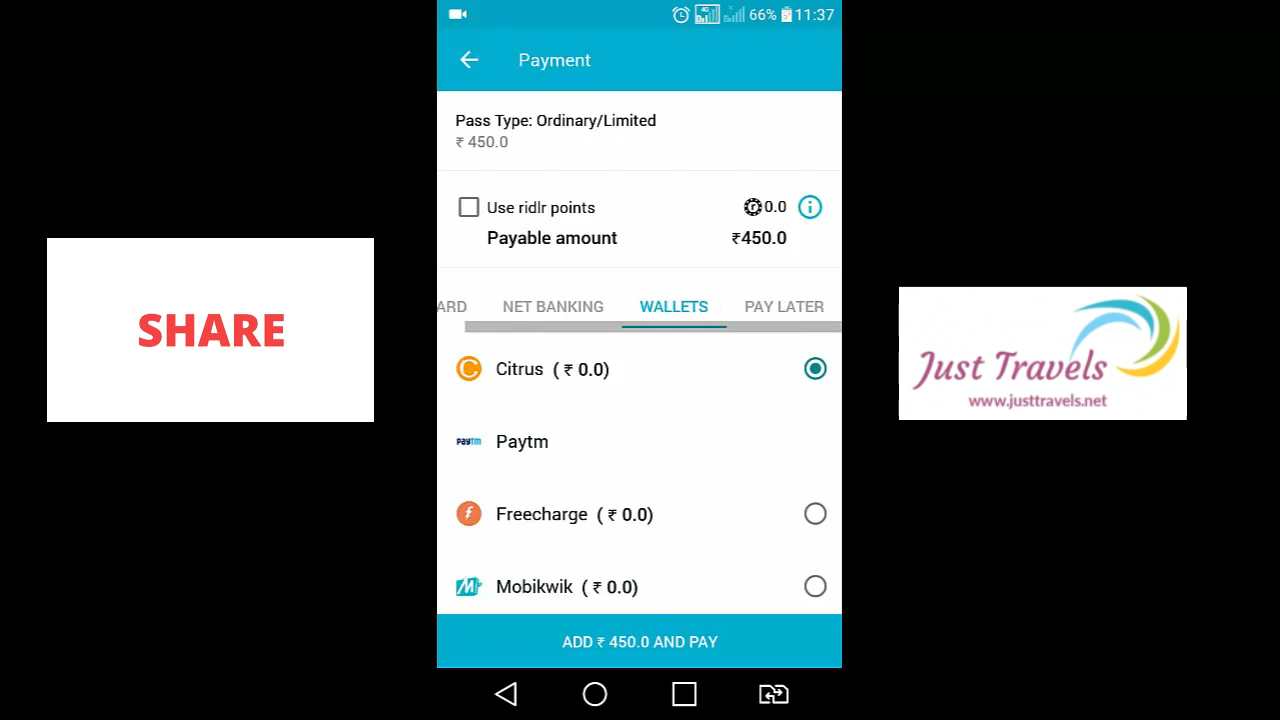 4G 66% 11:37
Payment
Pass Type: Ordinary/Limited
₹ 450.0
Use ridlr points 0.0
Payable amount ₹450.0
ARD NET BANKING WALLETS PAY LATER
Citrus ( ₹ 0.0)
paytm Paytm
Freecharge ( ₹ 0.0)
Mobikwik ( ₹ 0.0)
ADD ₹ 450.0 AND PAY
SHARE
Just Travels
www.justtravels.net